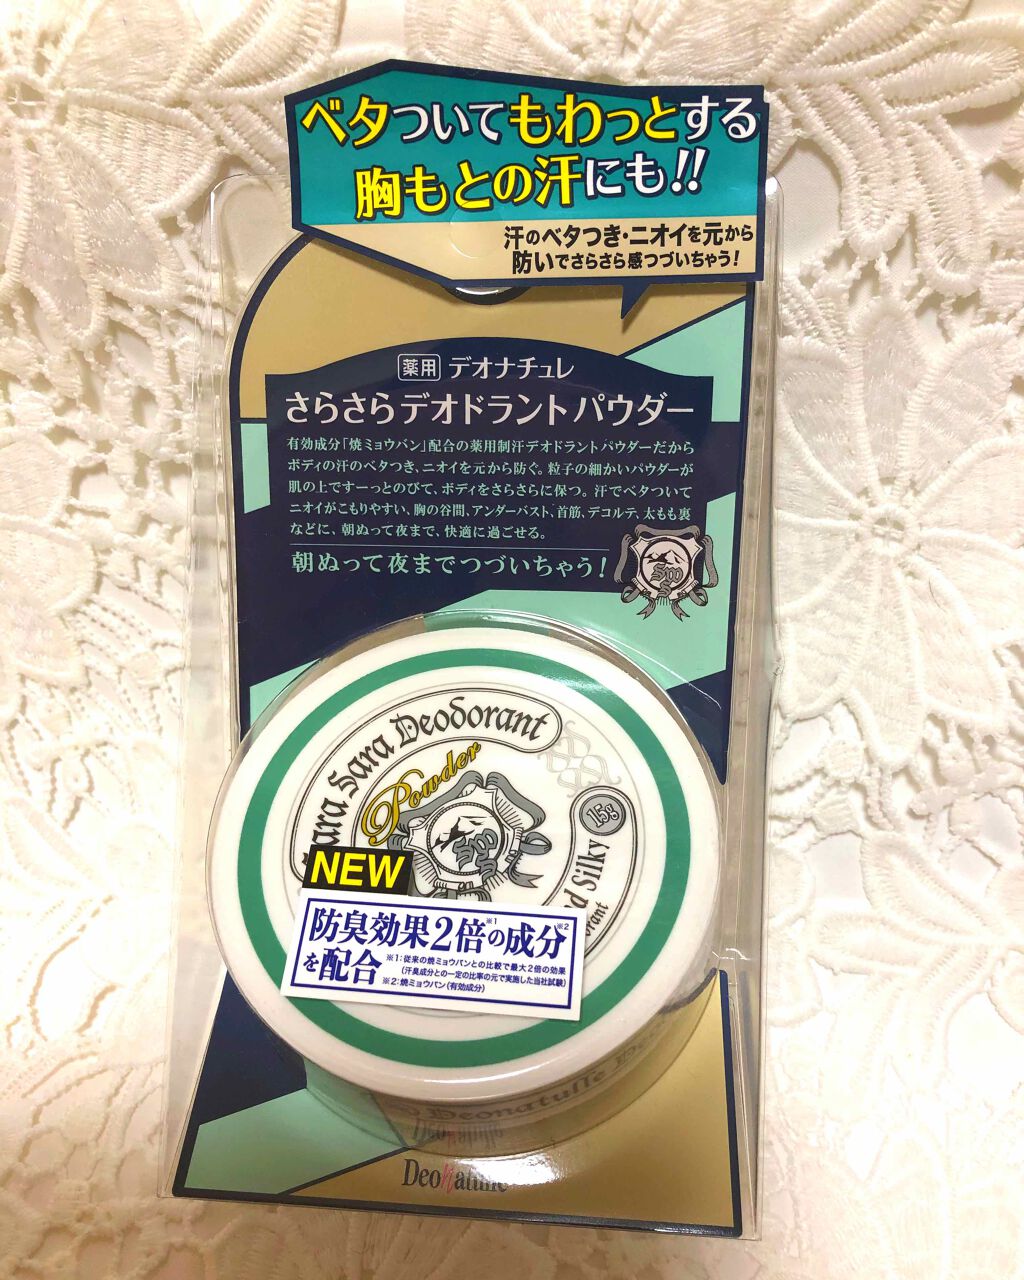 ベタついてもわっとする
胸もとの汗にも!!
汗のベタつき・ニオイを元から
防いでさらさら感つづいちゃう!
薬用 デオナチュレ
さらさらデオドラントパウダー
有効成分「焼ミョウバン」配合の薬用制汗デオドラントパウダーだから
ボディの汗のベタつき、ニオイを元から防ぐ。粒子の細かいパウダーが
肌の上ですーっとのびて、ボディをさらさらに保つ。汗でベタついて
ニオイがこもりやすい、胸の谷間、アンダーバスト、首筋、デコルテ、太もも裏
などに、朝ぬって夜まで、快適に過ごせる。
朝ぬって夜までつづいちゃう!
Sara Deodorant
Powder
15g
Silky
NEW
防臭効果2倍※1の成分※2
を配合
※1:従来の焼ミョウバンとの比較で最大2倍の効果
(汗臭成分との一定の比率の元で実施した当社試験)
※2:焼ミョウバン(有効成分)
Deonatulle
DeoNatulle